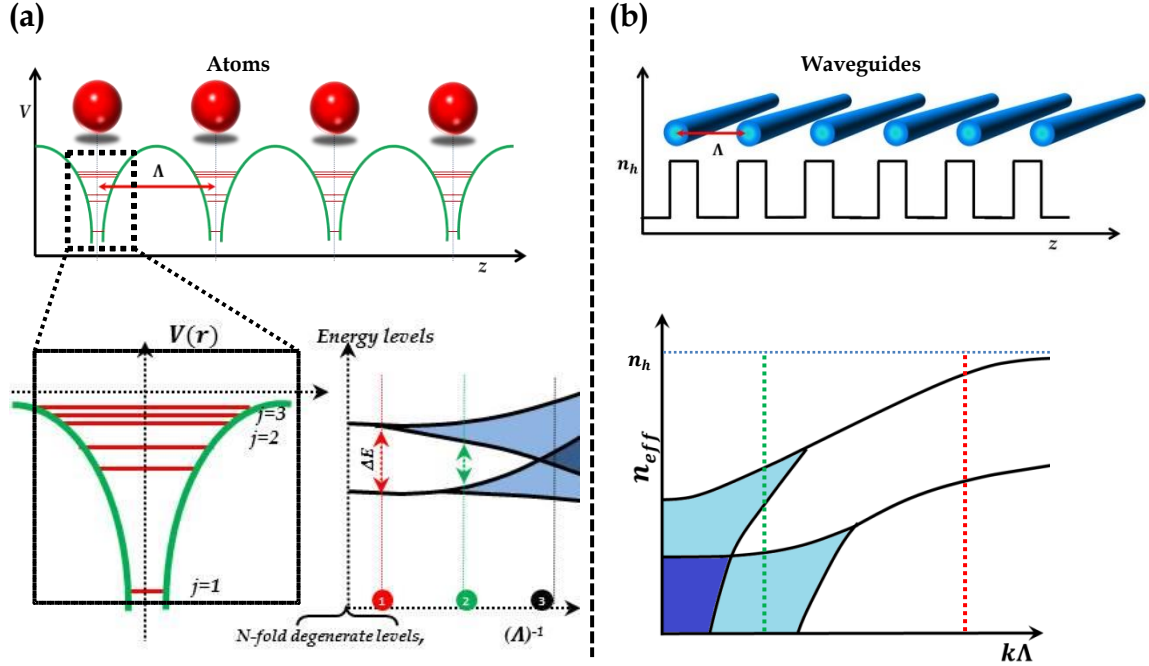 (a)
Atoms
V
Λ
z
V(r)
j=3
j=2
j=1
Energy levels
ΔE
1
2
3
N-fold degenerate levels,
(Λ)⁻¹
(b)
Waveguides
Λ
n_h
z
n_h
n_eff
kΛ